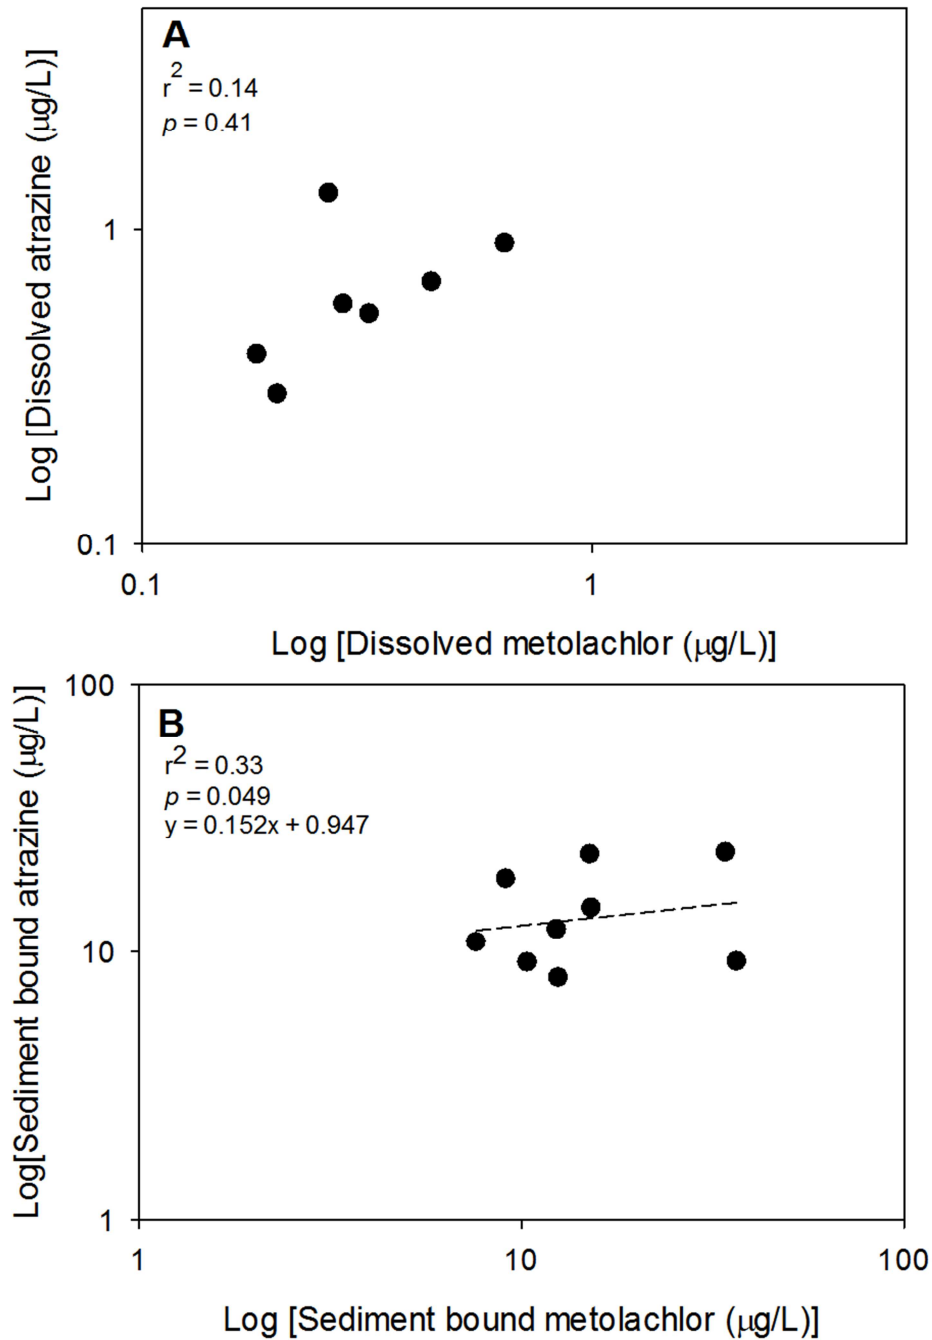 A
r2 = 0.14
p = 0.41
Log [Dissolved atrazine (μg/L)]
1
0.1
0.1
1
Log [Dissolved metolachlor (μg/L)]
B
r2 = 0.33
p = 0.049
y = 0.152x + 0.947
Log[Sediment bound atrazine (μg/L)]
100
10
1
1
10
100
Log [Sediment bound metolachlor (μg/L)]